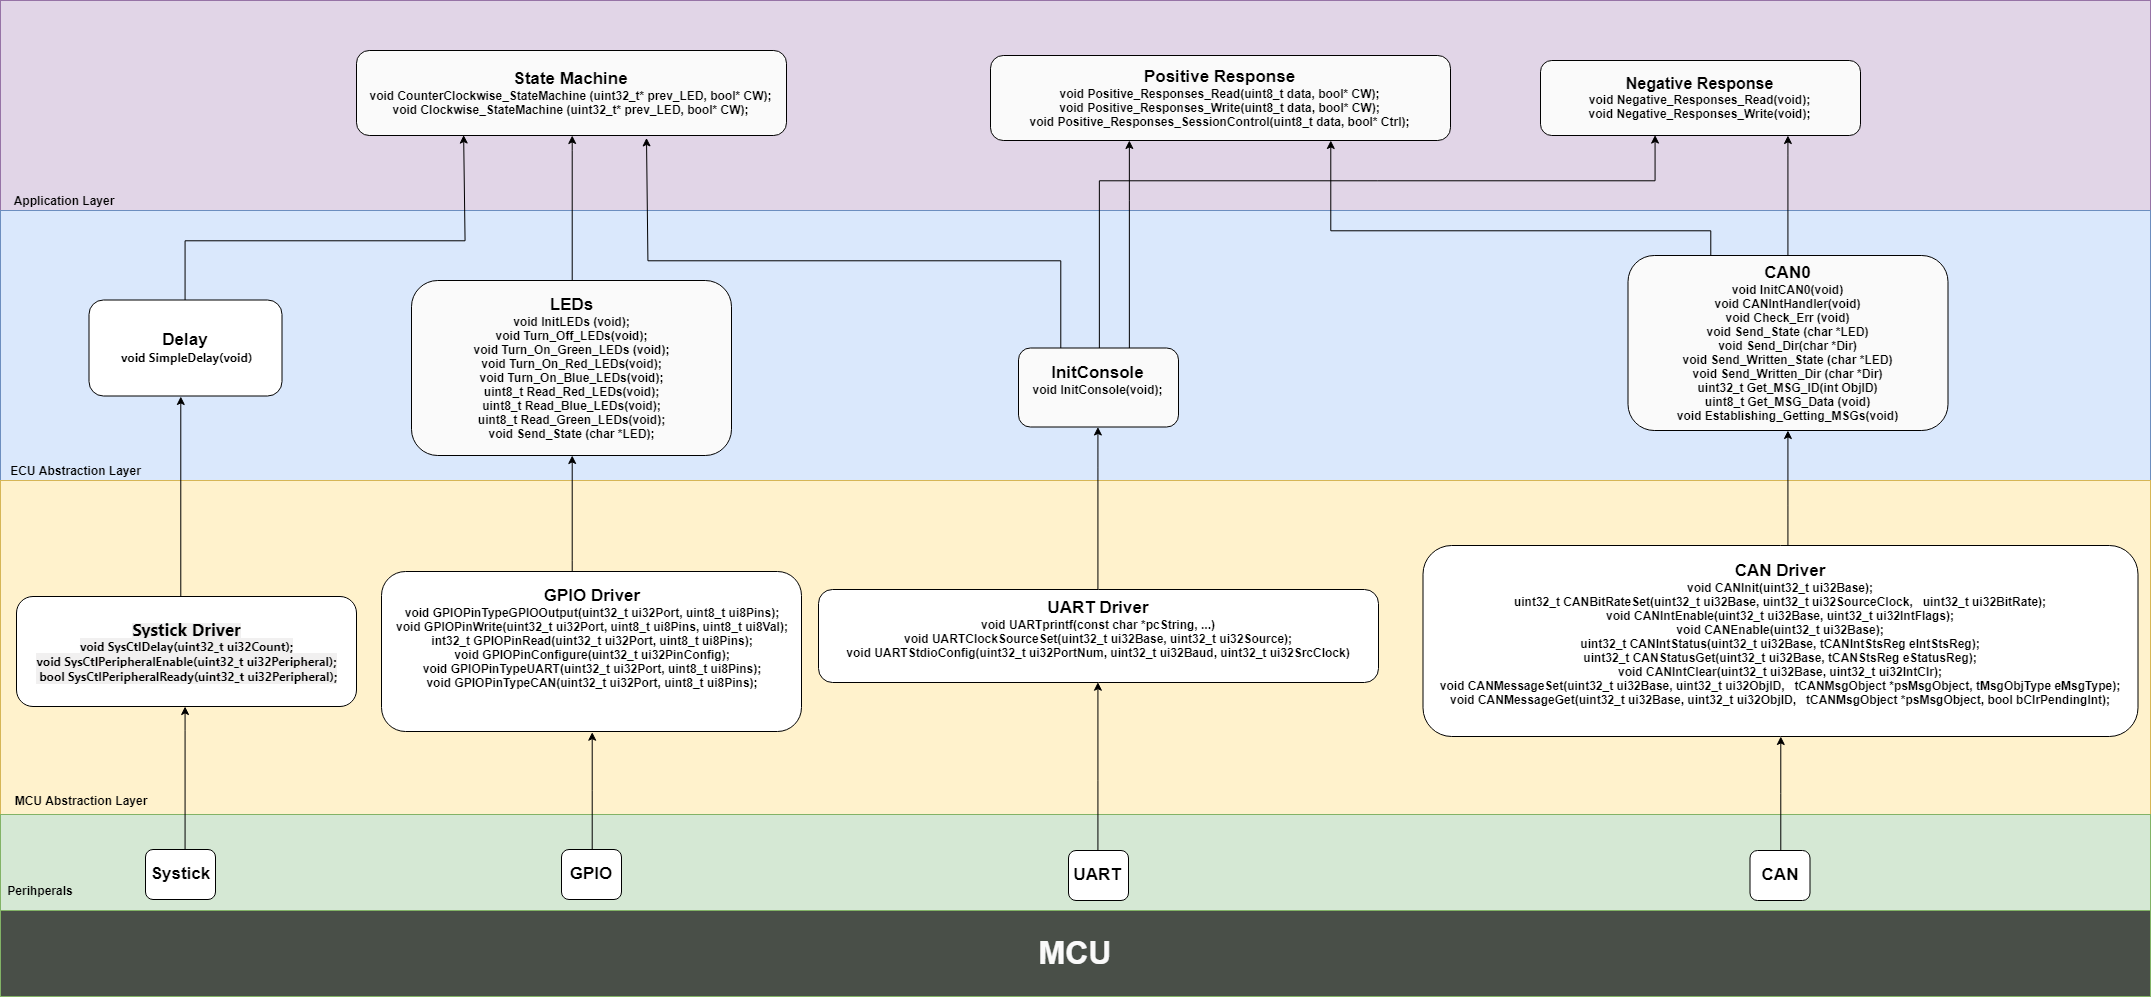 State Machine
void CounterClockwise_StateMachine (uint32_t* prev_LED, bool* CW);
void Clockwise_StateMachine (uint32_t* prev_LED, bool* CW);
Positive Response
void Positive_Responses_Read(uint8_t data, bool* CW);
void Positive_Responses_Write(uint8_t data, bool* CW);
void Positive_Responses_SessionControl(uint8_t data, bool* Ctrl);
Negative Response
void Negative_Responses_Read(void);
void Negative_Responses_Write(void);
Application Layer
Delay
void SimpleDelay(void)
LEDs
void InitLEDs (void);
void Turn_Off_LEDs(void);
void Turn_On_Green_LEDs (void);
void Turn_On_Red_LEDs(void);
void Turn_On_Blue_LEDs(void);
uint8_t Read_Red_LEDs(void);
uint8_t Read_Blue_LEDs(void);
uint8_t Read_Green_LEDs(void);
void Send_State (char *LED);
InitConsole
void InitConsole(void);
CAN0
void InitCAN0(void)
void CANIntHandler(void)
void Check_Err (void)
void Send_State (char *LED)
void Send_Dir(char *Dir)
void Send_Written_State (char *LED)
void Send_Written_Dir (char *Dir)
uint32_t Get_MSG_ID(int ObjID)
uint8_t Get_MSG_Data (void)
void Establishing_Getting_MSGs(void)
ECU Abstraction Layer
Systick Driver
void SysCtlDelay(uint32_t ui32Count);
void SysCtlPeripheralEnable(uint32_t ui32Peripheral);
bool SysCtlPeripheralReady(uint32_t ui32Peripheral);
GPIO Driver
void GPIOPinTypeGPIOOutput(uint32_t ui32Port, uint8_t ui8Pins);
void GPIOPinWrite(uint32_t ui32Port, uint8_t ui8Pins, uint8_t ui8Val);
int32_t GPIOPinRead(uint32_t ui32Port, uint8_t ui8Pins);
void GPIOPinConfigure(uint32_t ui32PinConfig);
void GPIOPinTypeUART(uint32_t ui32Port, uint8_t ui8Pins);
void GPIOPinTypeCAN(uint32_t ui32Port, uint8_t ui8Pins);
UART Driver
void UARTprintf(const char *pcString, ...)
void UARTClockSourceSet(uint32_t ui32Base, uint32_t ui32Source);
void UARTStdioConfig(uint32_t ui32PortNum, uint32_t ui32Baud, uint32_t ui32SrcClock)
CAN Driver
void CANInit(uint32_t ui32Base);
uint32_t CANBitRateSet(uint32_t ui32Base, uint32_t ui32SourceClock, uint32_t ui32BitRate);
void CANIntEnable(uint32_t ui32Base, uint32_t ui32IntFlags);
void CANEnable(uint32_t ui32Base);
uint32_t CANIntStatus(uint32_t ui32Base, tCANIntStsReg eIntStsReg);
uint32_t CANStatusGet(uint32_t ui32Base, tCANStsReg eStatusReg);
void CANIntClear(uint32_t ui32Base, uint32_t ui32IntClr);
void CANMessageSet(uint32_t ui32Base, uint32_t ui32ObjID, tCANMsgObject *psMsgObject, tMsgObjType eMsgType);
void CANMessageGet(uint32_t ui32Base, uint32_t ui32ObjID, tCANMsgObject *psMsgObject, bool bClrPendingInt);
MCU Abstraction Layer
Systick
GPIO
UART
CAN
Perihperals
MCU